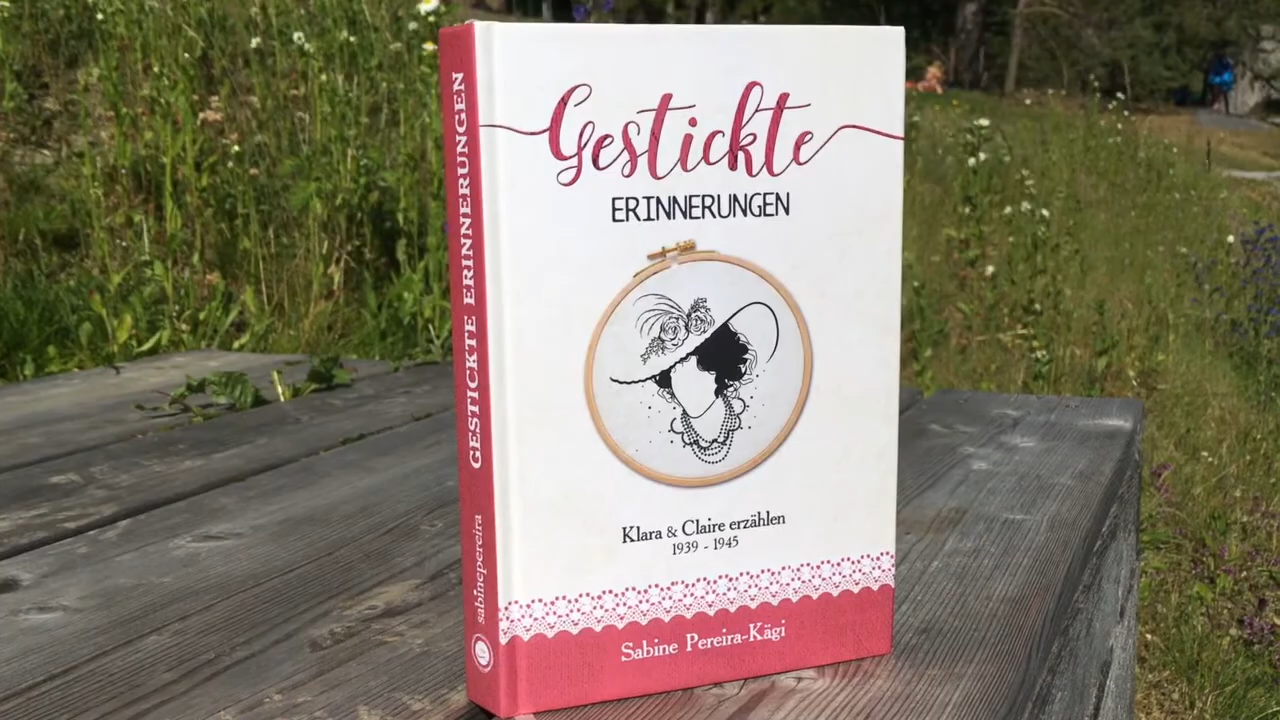 GESTICKTE ERINNERUNGEN
sabinepereira
Gestickte
ERINNERUNGEN
Klara & Claire erzählen
1939 - 1945
Sabine Pereira-Kägi